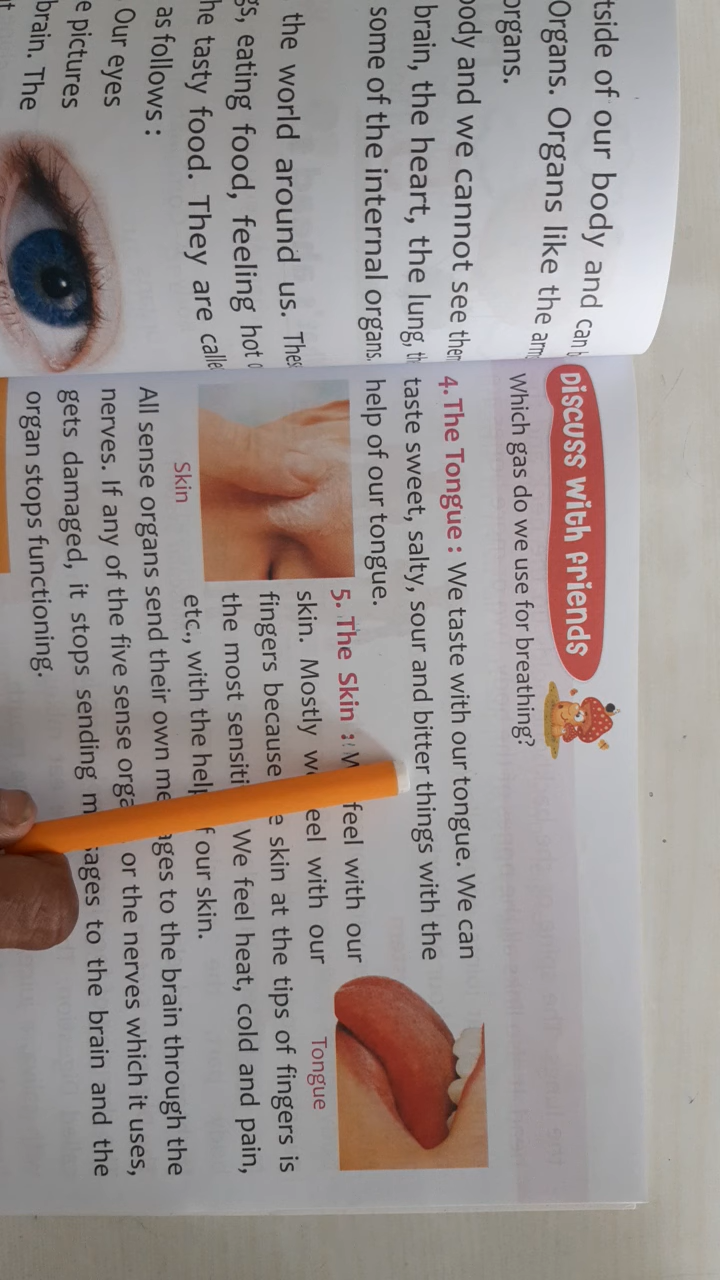 tside of our body and can
Organs. Organs like the arm
organs.
body and we cannot see them
brain, the heart, the lung,
some of the internal organs.
the world around us. These
gs, eating food, feeling hot
he tasty food. They are calle
as follows :
Our eyes
e pictures
brain. The
Discuss with friends
Which gas do we use for breathing?
4. The Tongue : We taste with our tongue. We can
taste sweet, salty, sour and bitter things with the
help of our tongue.
5. The Skin : feel with our
skin. Mostly eel with our
fingers because skin at the tips of fingers is
the most sensiti We feel heat, cold and pain,
etc., with the hel f our skin.
Tongue
Skin
All sense organs send their own me ages to the brain through the
nerves. If any of the five sense orga or the nerves which it uses,
gets damaged, it stops sending m sages to the brain and the
organ stops functioning.